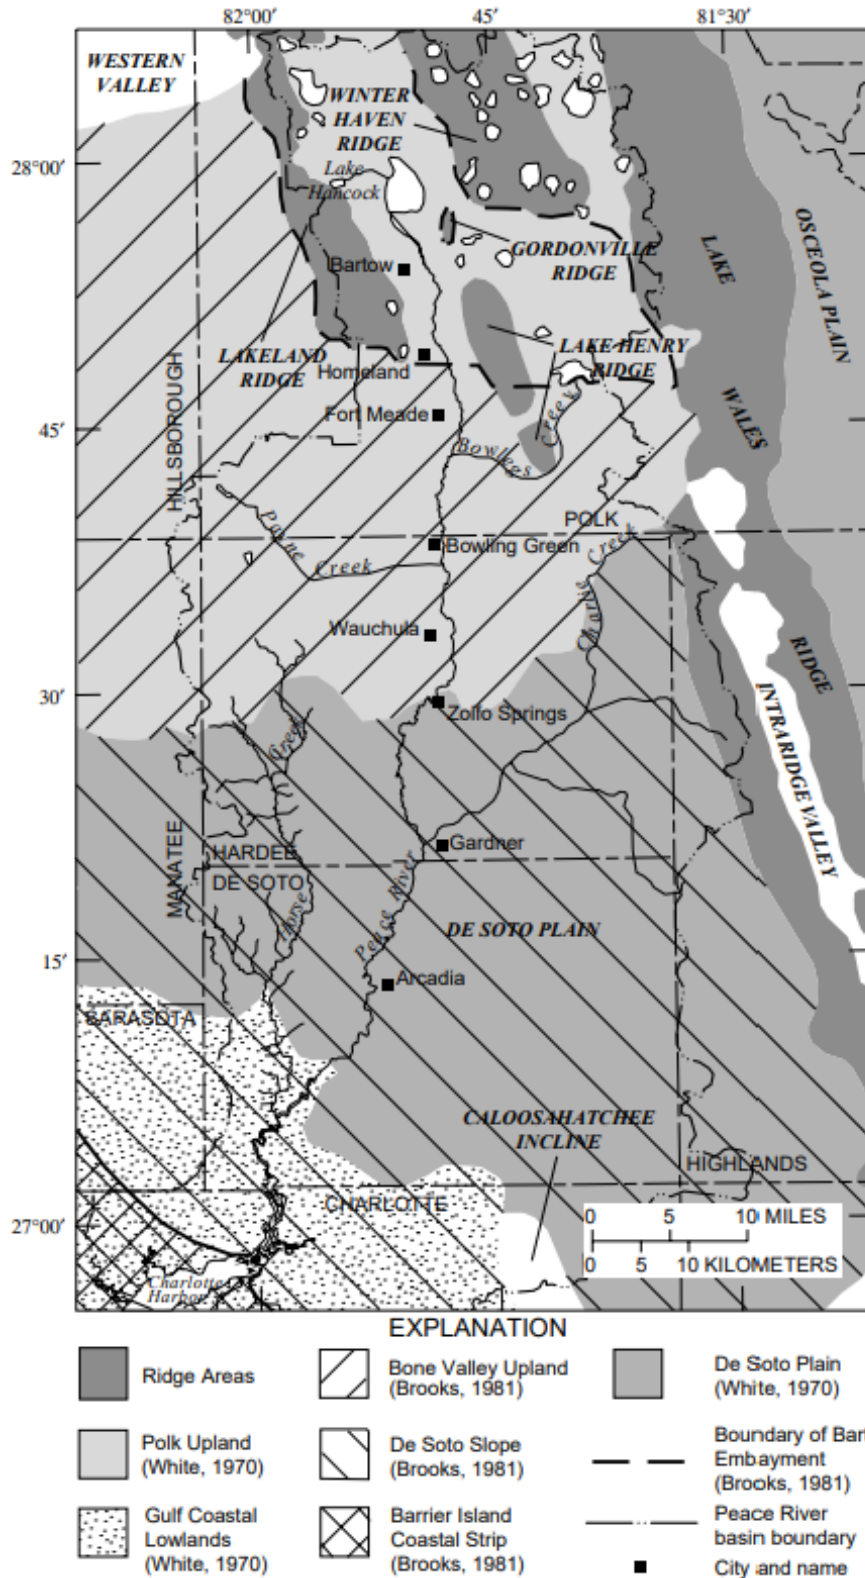 82°00′ 45′ 81°30′
WESTERN
VALLEY
WINTER
HAVEN
RIDGE
28°00′
Lake
Hancock
GORDONVILLE
RIDGE
LAKE
WALES
RIDGE
OSCEOLA PLAIN
Bartow
LAKELAND
RIDGE
LAKE HENRY
RIDGE
Homeland
Fort Meade
45′
HILLSBOROUGH
Bowlegs
Creek
POLK
Payne
Creek
Bowling Green
Charlie
Creek
Wauchula
30′
Zolfo Springs
INTRARIDGE VALLEY
Creek
Horse
MANATEE
HARDEE
DE SOTO
Gardner
Peace River
DE SOTO PLAIN
15′
Arcadia
SARASOTA
CALOOSAHATCHEE
INCLINE
HIGHLANDS
CHARLOTTE
27°00′
0 5 10 MILES
0 5 10 KILOMETERS
Charlotte
Harbor
EXPLANATION
Ridge Areas
Polk Upland
(White, 1970)
Gulf Coastal
Lowlands
(White, 1970)
Bone Valley Upland
(Brooks, 1981)
De Soto Slope
(Brooks, 1981)
Barrier Island
Coastal Strip
(Brooks, 1981)
De Soto Plain
(White, 1970)
Boundary of Bart
Embayment
(Brooks, 1981)
Peace River
basin boundary
City and name